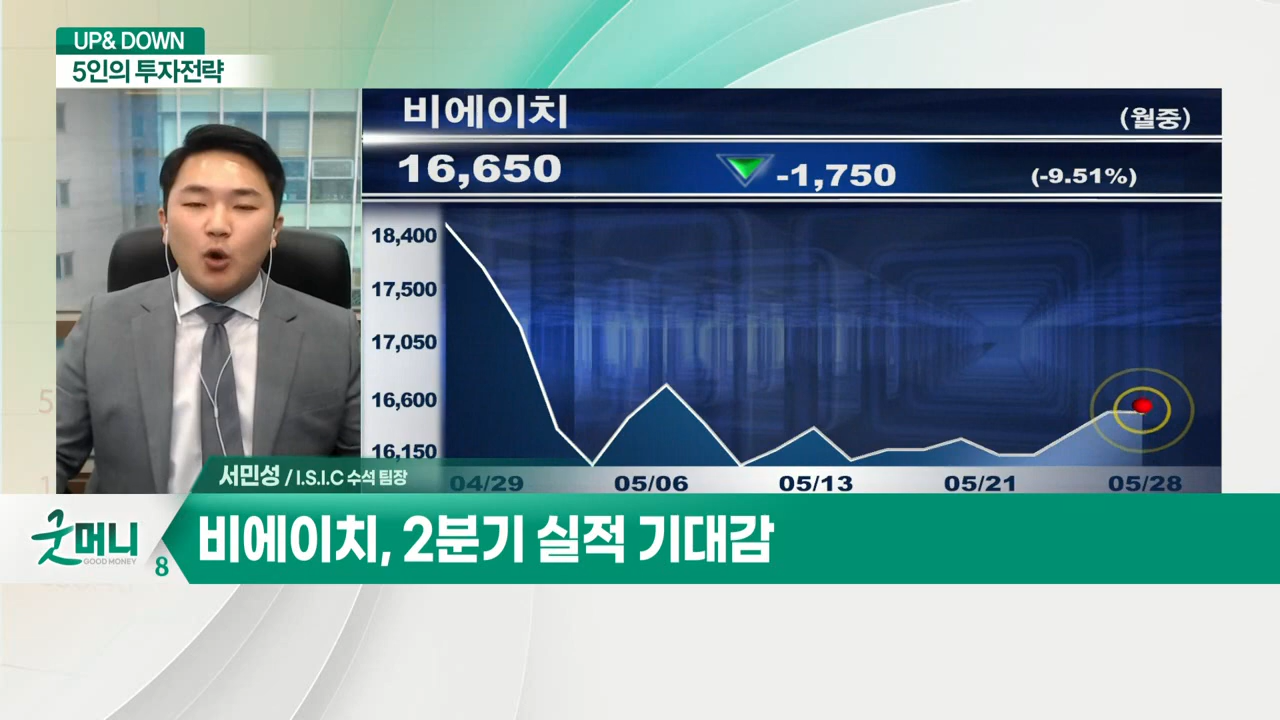 UP& DOWN
5인의 투자전략
비에이치
(월중)
16,650
-1,750
(-9.51%)
18,400
17,500
17,050
16,600
16,150
04/29 05/06 05/13 05/21 05/28
서민성 / I.S.I.C 수석 팀장
굿머니
GOOD MONEY
8
비에이치, 2분기 실적 기대감